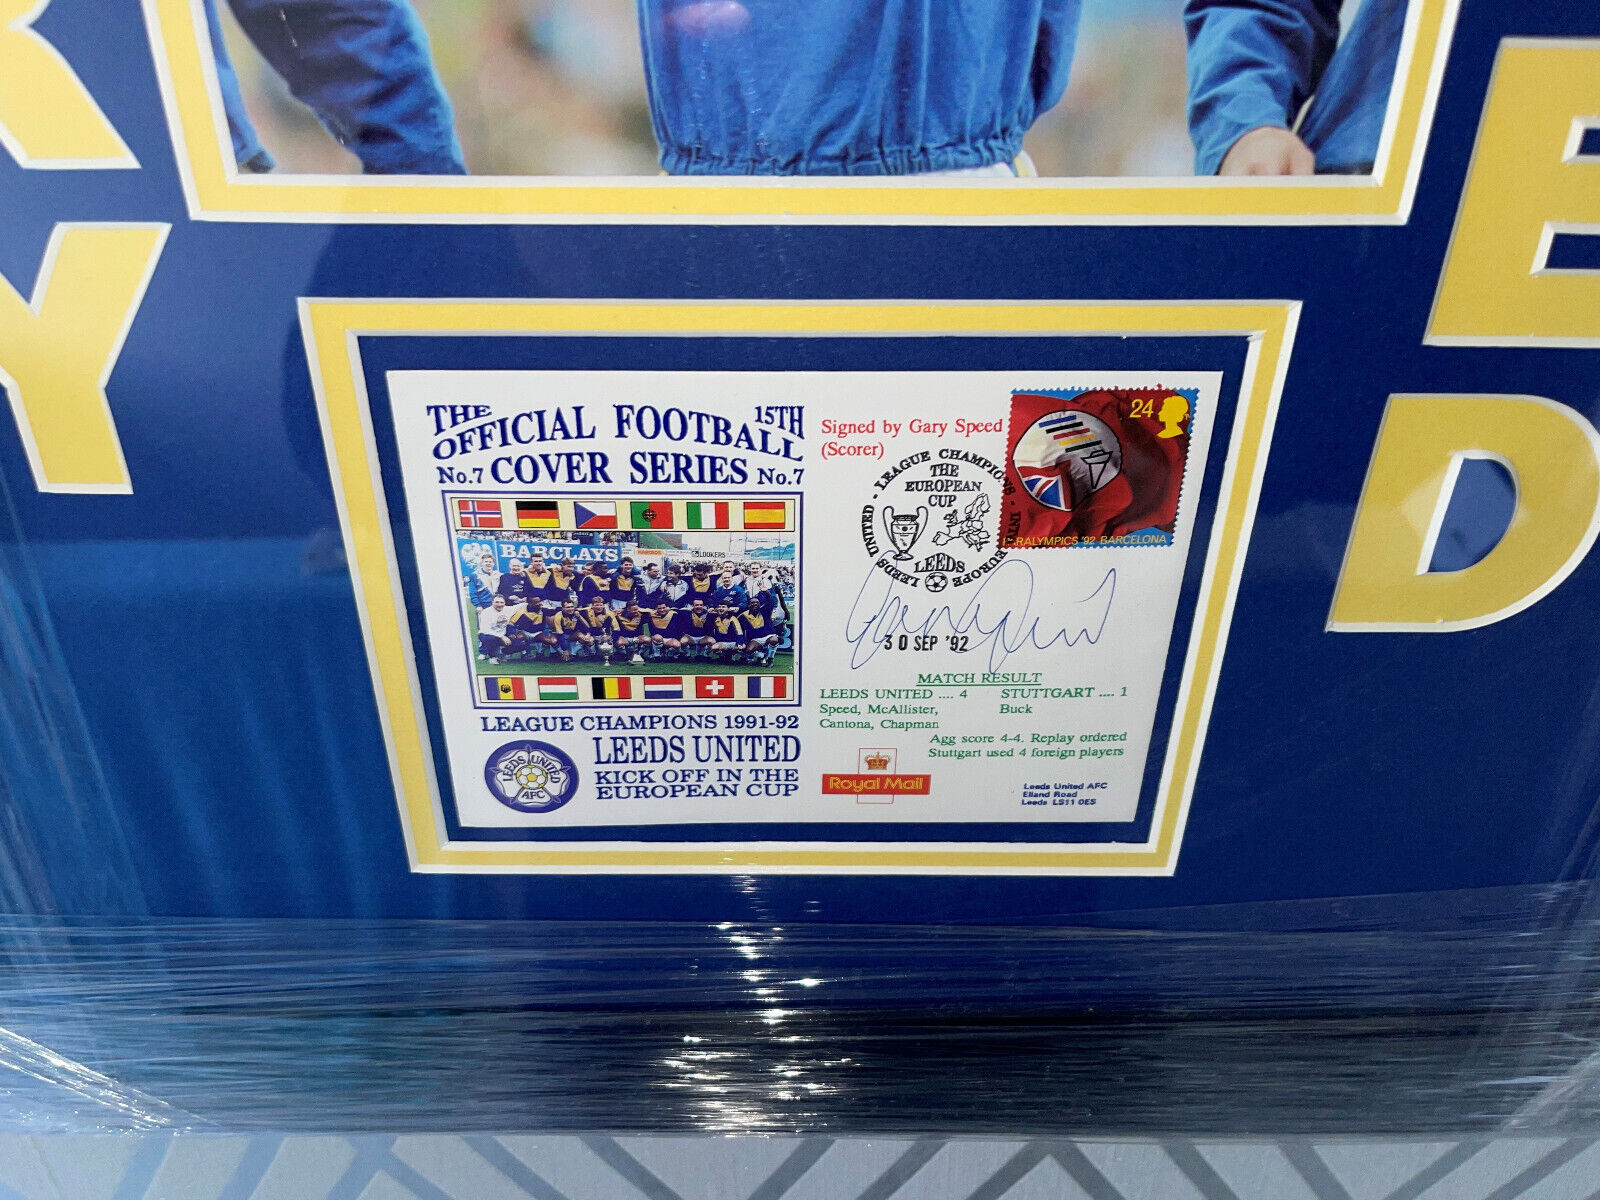 R
Y
E
D
THE OFFICIAL FOOTBALL 15TH
No.7 COVER SERIES No.7
BARCLAYS
LEAGUE CHAMPIONS 1991-92
LEEDS UNITED
KICK OFF IN THE
EUROPEAN CUP
LEEDS UNITED
AFC
Signed by Gary Speed
(Scorer)
24
PARALYMPICS '92 BARCELONA
LEEDS UNITED - LEAGUE CHAMPIONS - INTO EUROPE
THE
EUROPEAN
CUP
LEEDS
Gary Speed
30 SEP '92
MATCH RESULT
LEEDS UNITED .... 4 STUTTGART .... 1
Speed, McAllister, Buck
Cantona, Chapman
Agg score 4-4. Replay ordered
Stuttgart used 4 foreign players
Royal Mail
Leeds United AFC
Elland Road
Leeds LS11 0ES